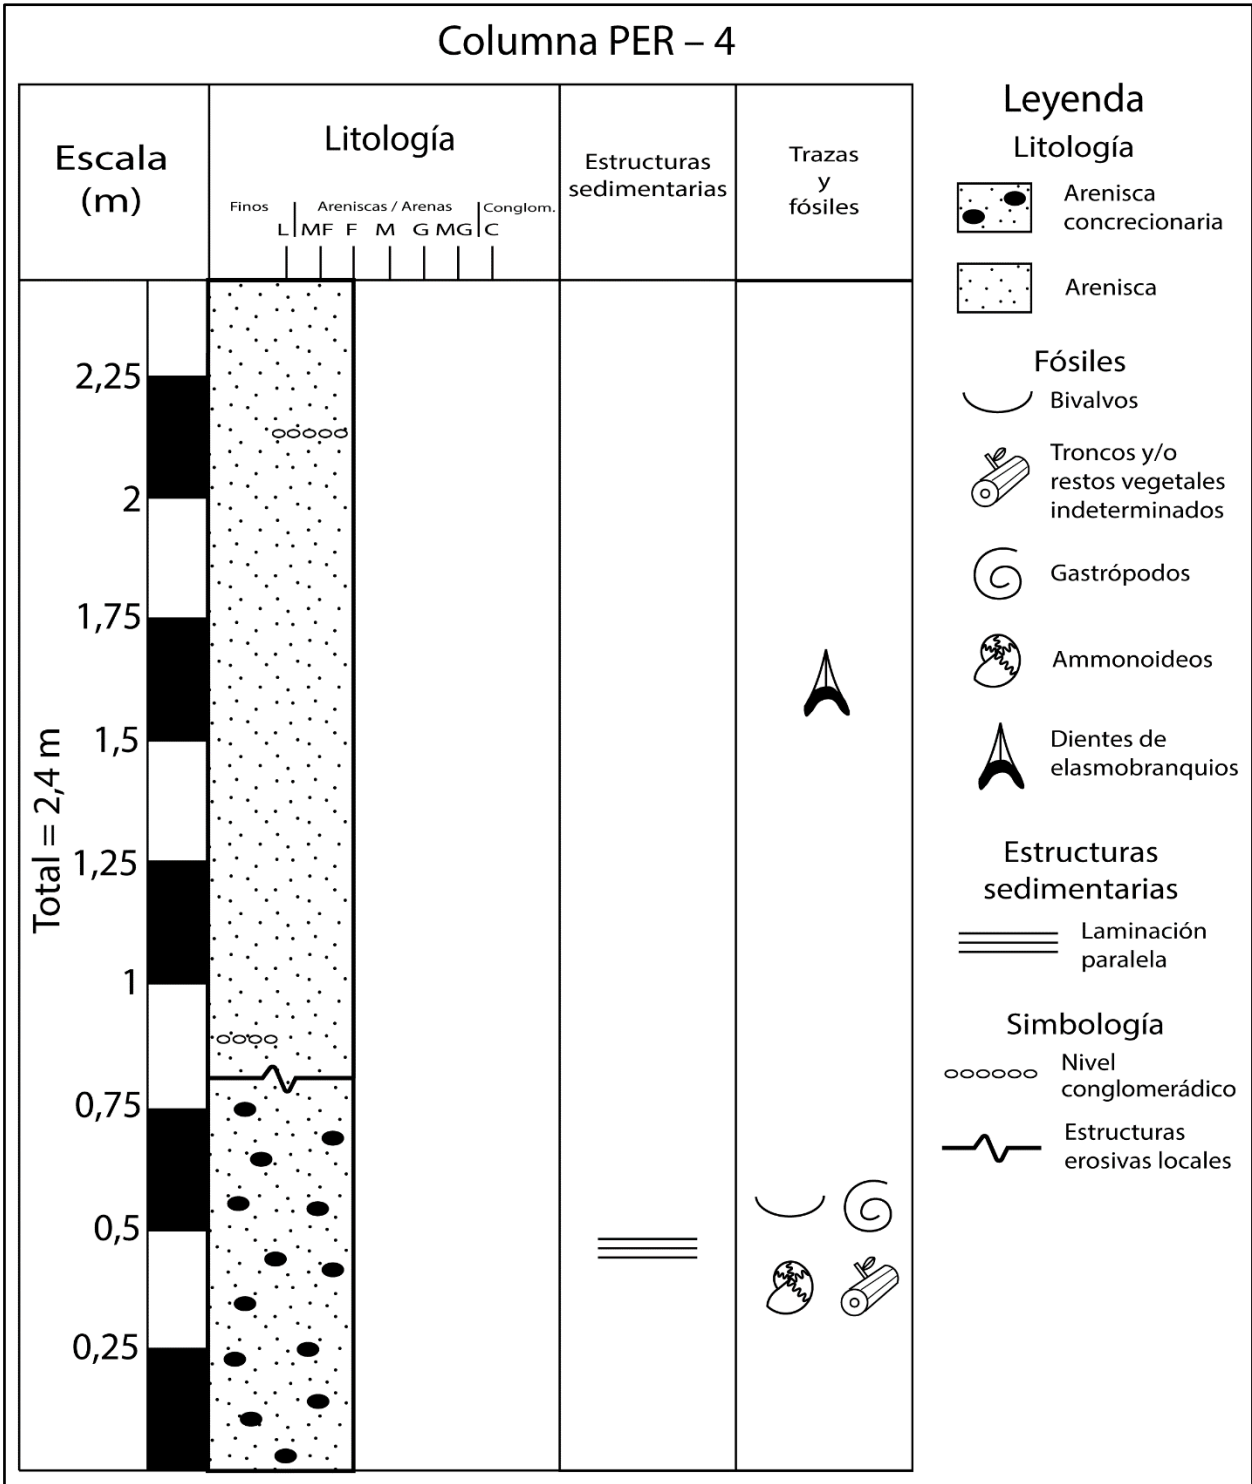 Columna PER – 4
Escala
(m)
Litología
Finos
Areniscas / Arenas
Conglom.
L MF F M G MG C
Estructuras
sedimentarias
Trazas
y
fósiles
2,25
2
1,75
1,5
1,25
1
0,75
0,5
0,25
Total = 2,4 m
Leyenda
Litología
Arenisca
concrecionaria
Arenisca
Fósiles
Bivalvos
Troncos y/o
restos vegetales
indeterminados
Gastrópodos
Ammonoideos
Dientes de
elasmobranquios
Estructuras
sedimentarias
Laminación
paralela
Simbología
Nivel
conglomerádico
Estructuras
erosivas locales